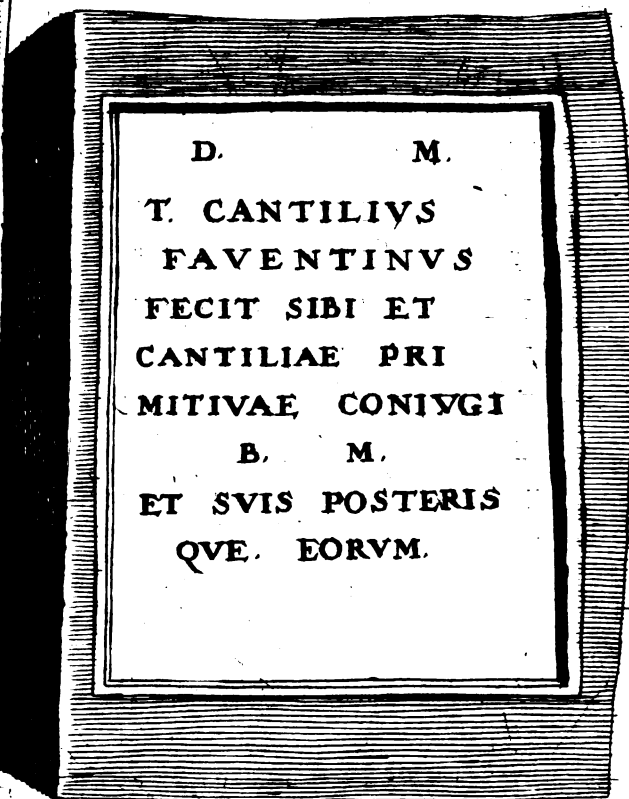 D. M.
T. CANTILIVS
FAVENTINVS
FECIT SIBI ET
CANTILIAE PRI
MITIVAE CONIVGI
B. M.
ET SVIS POSTERIS
QVE. EORVM.